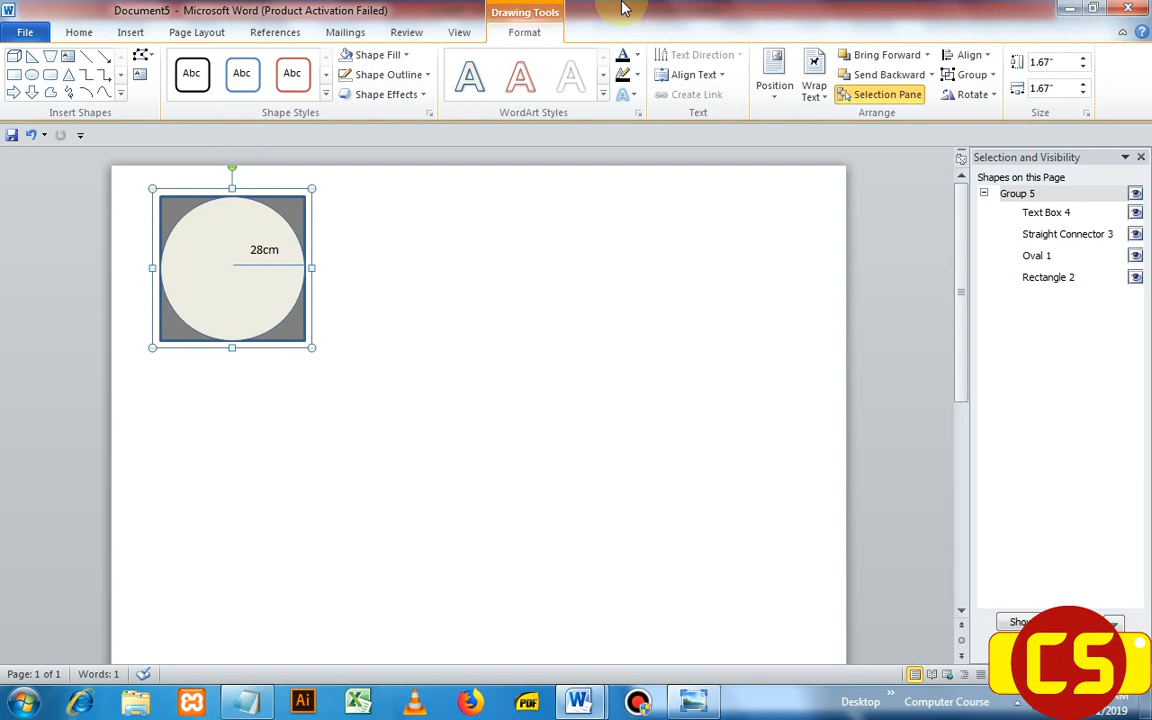 Document5 - Microsoft Word (Product Activation Failed)
Drawing Tools
File Home Insert Page Layout References Mailings Review View Format
Abc Abc Abc
Shape Fill
Shape Outline
Shape Effects
A A A
A
A
Text Direction
Align Text
Create Link
Position
Wrap Text
Bring Forward
Send Backward
Selection Pane
Align
Group
Rotate
1.67"
1.67"
Insert Shapes Shape Styles WordArt Styles Text Arrange Size
Selection and Visibility
Shapes on this Page
Group 5
Text Box 4
Straight Connector 3
Oval 1
Rectangle 2
28cm
Page: 1 of 1 Words: 1
CS
Ai
PDF
Desktop
Computer Course